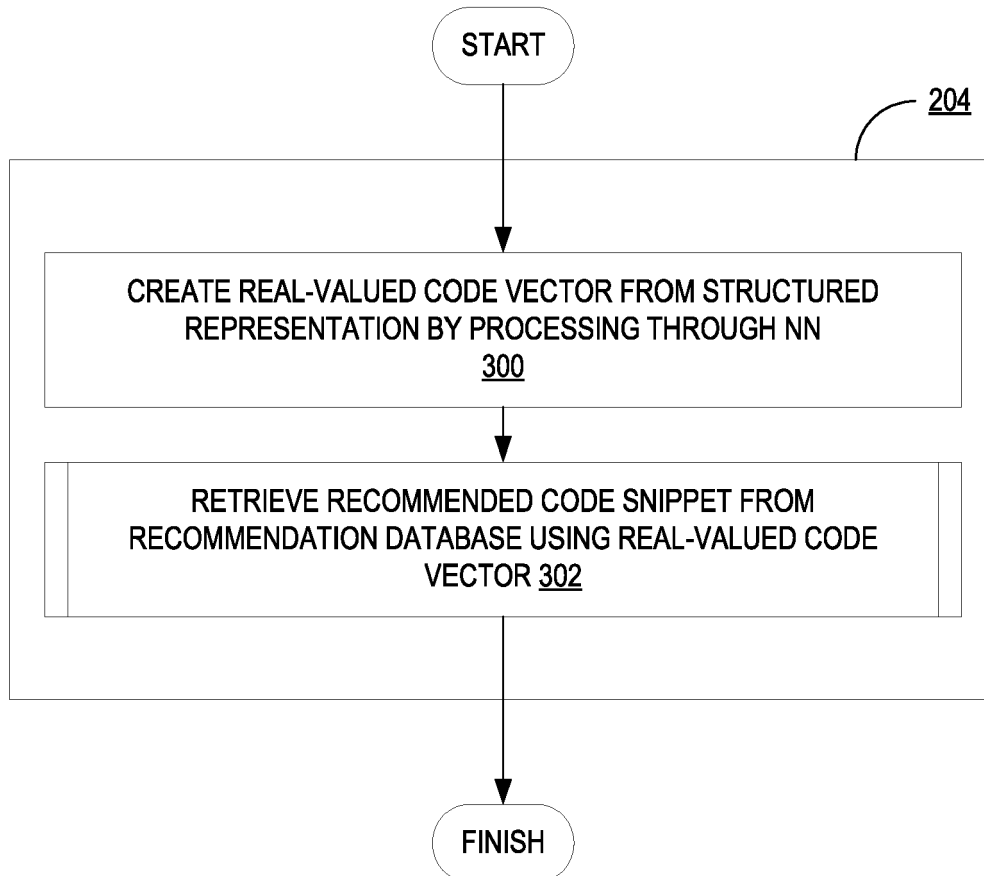 START
204
CREATE REAL-VALUED CODE VECTOR FROM STRUCTURED
REPRESENTATION BY PROCESSING THROUGH NN
300
RETRIEVE RECOMMENDED CODE SNIPPET FROM
RECOMMENDATION DATABASE USING REAL-VALUED CODE
VECTOR 302
FINISH